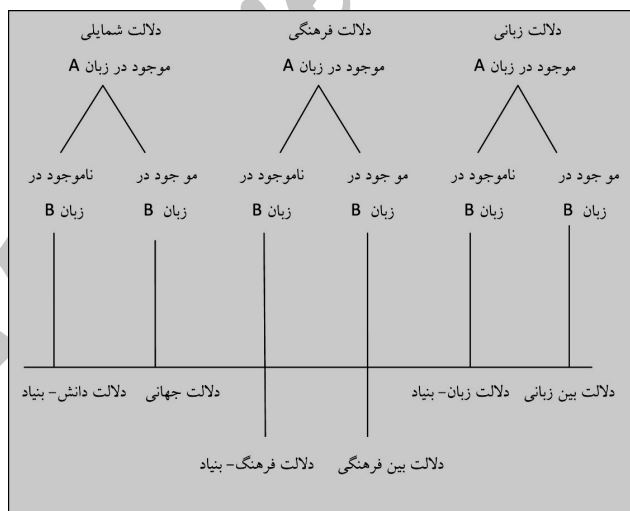 دلالت زبانی دلالت فرهنگی دلالت شمایلی
موجود در زبان A موجود در زبان A موجود در زبان A
مو جود در ناموجود در مو جود در ناموجود در مو جود در ناموجود در
زبان B زبان B زبان B زبان B زبان B زبان B
دلالت بین زبانی دلالت زبان- بنیاد دلالت جهانی دلالت دانش- بنیاد
دلالت بین فرهنگی دلالت فرهنگ- بنیاد